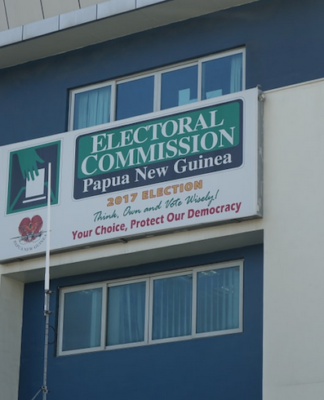 ELECTORAL
COMMISSION
Papua New Guinea
2017 ELECTION
Think, Own and Vote Wisely!
Your Choice, Protect Our Democracy